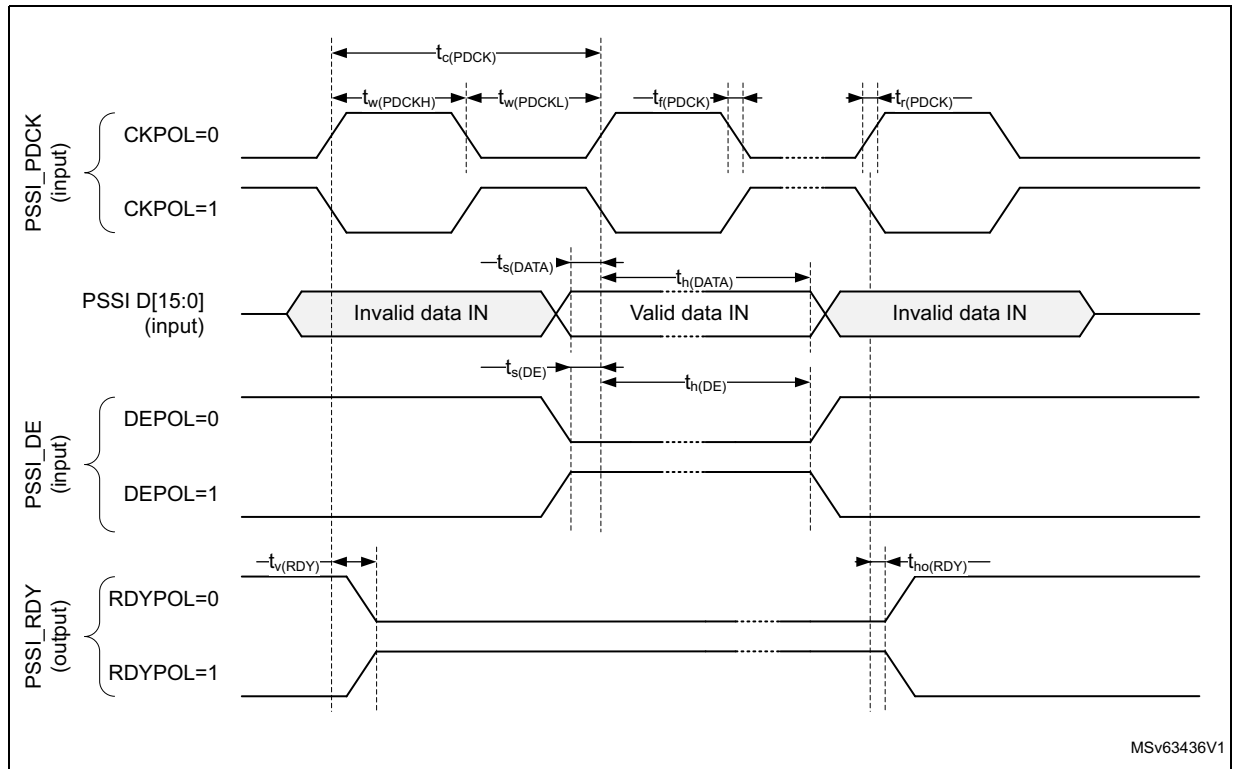 tc(PDCK)
tw(PDCKH) tw(PDCKL) tf(PDCK) tr(PDCK)
PSSI_PDCK
(input)
CKPOL=0
CKPOL=1
ts(DATA)
th(DATA)
PSSI D[15:0]
(input)
Invalid data IN Valid data IN Invalid data IN
ts(DE)
th(DE)
PSSI_DE
(input)
DEPOL=0
DEPOL=1
tv(RDY) tho(RDY)
PSSI_RDY
(output)
RDYPOL=0
RDYPOL=1
MSv63436V1